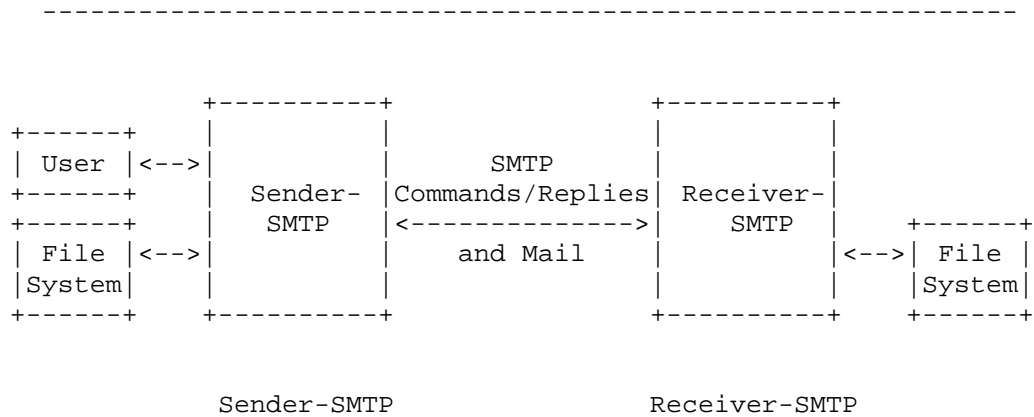 -------------------------------------------------------------


            +----------+                +----------+
+------+    |          |                |          |
| User |<-->|          |      SMTP      |          |
+------+    |  Sender- |Commands/Replies| Receiver-|
+------+    |   SMTP   |<-------------->|    SMTP  |    +------+
| File |<-->|          |    and Mail    |          |<-->| File |
|System|    |          |                |          |    |System|
+------+    +----------+                +----------+    +------+


             Sender-SMTP                Receiver-SMTP